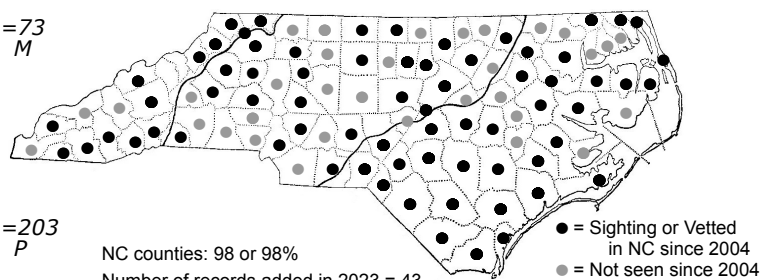 =73
M
=203
P
NC counties: 98 or 98%
● = Sighting or Vetted
in NC since 2004
● = Not seen since 2004
Number of records added in 2023 = 43